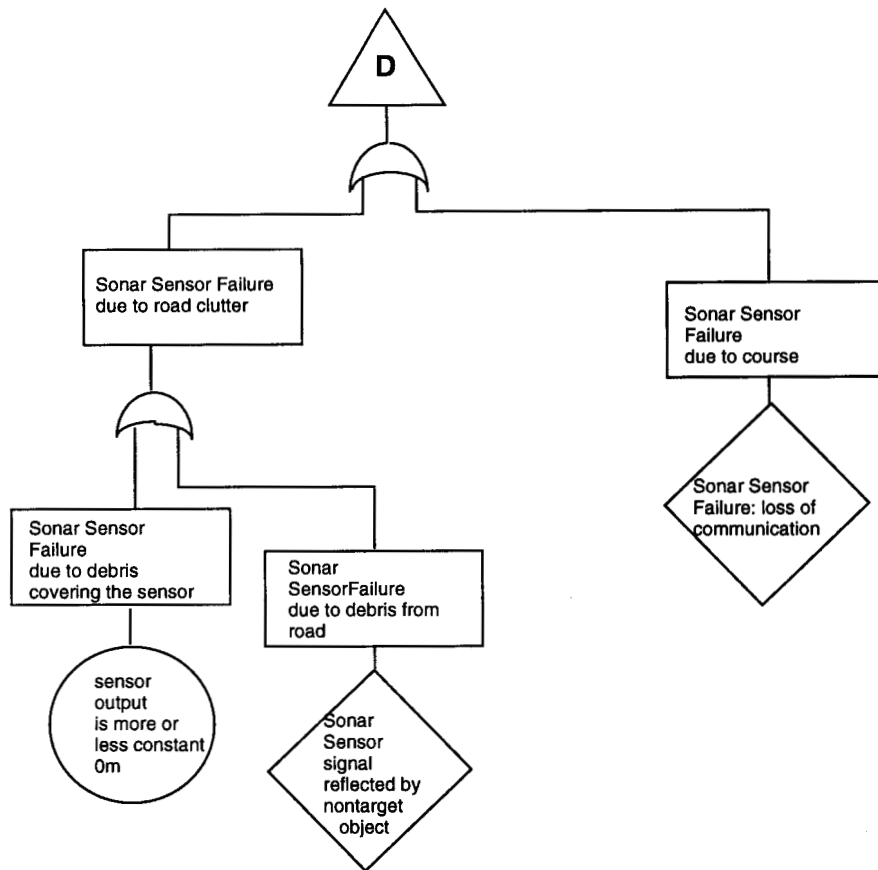 D
Sonar Sensor Failure
due to road clutter
Sonar Sensor
Failure
due to course
Sonar Sensor
Failure: loss of
communication
Sonar Sensor
Failure
due to debris
covering the sensor
Sonar
SensorFailure
due to debris from
road
sensor
output
is more or
less constant
0m
Sonar
Sensor
signal
reflected by
nontarget
object